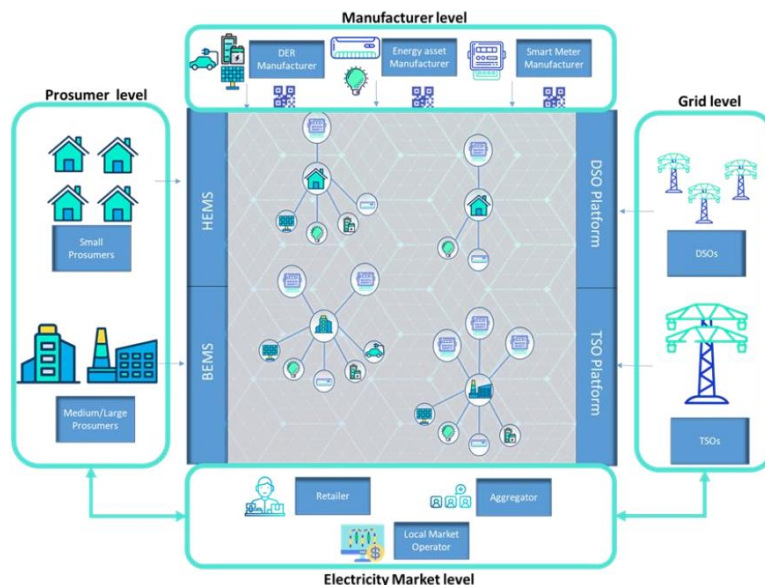 Manufacturer level
DER
Manufacturer
Energy asset
Manufacturer
Smart Meter
Manufacturer
Prosumer level
Grid level
HEMS
DSO Platform
Small
Prosumers
DSOs
BEMS
TSO Platform
Medium/Large
Prosumers
TSOs
Retailer
Aggregator
Local Market
Operator
Electricity Market level